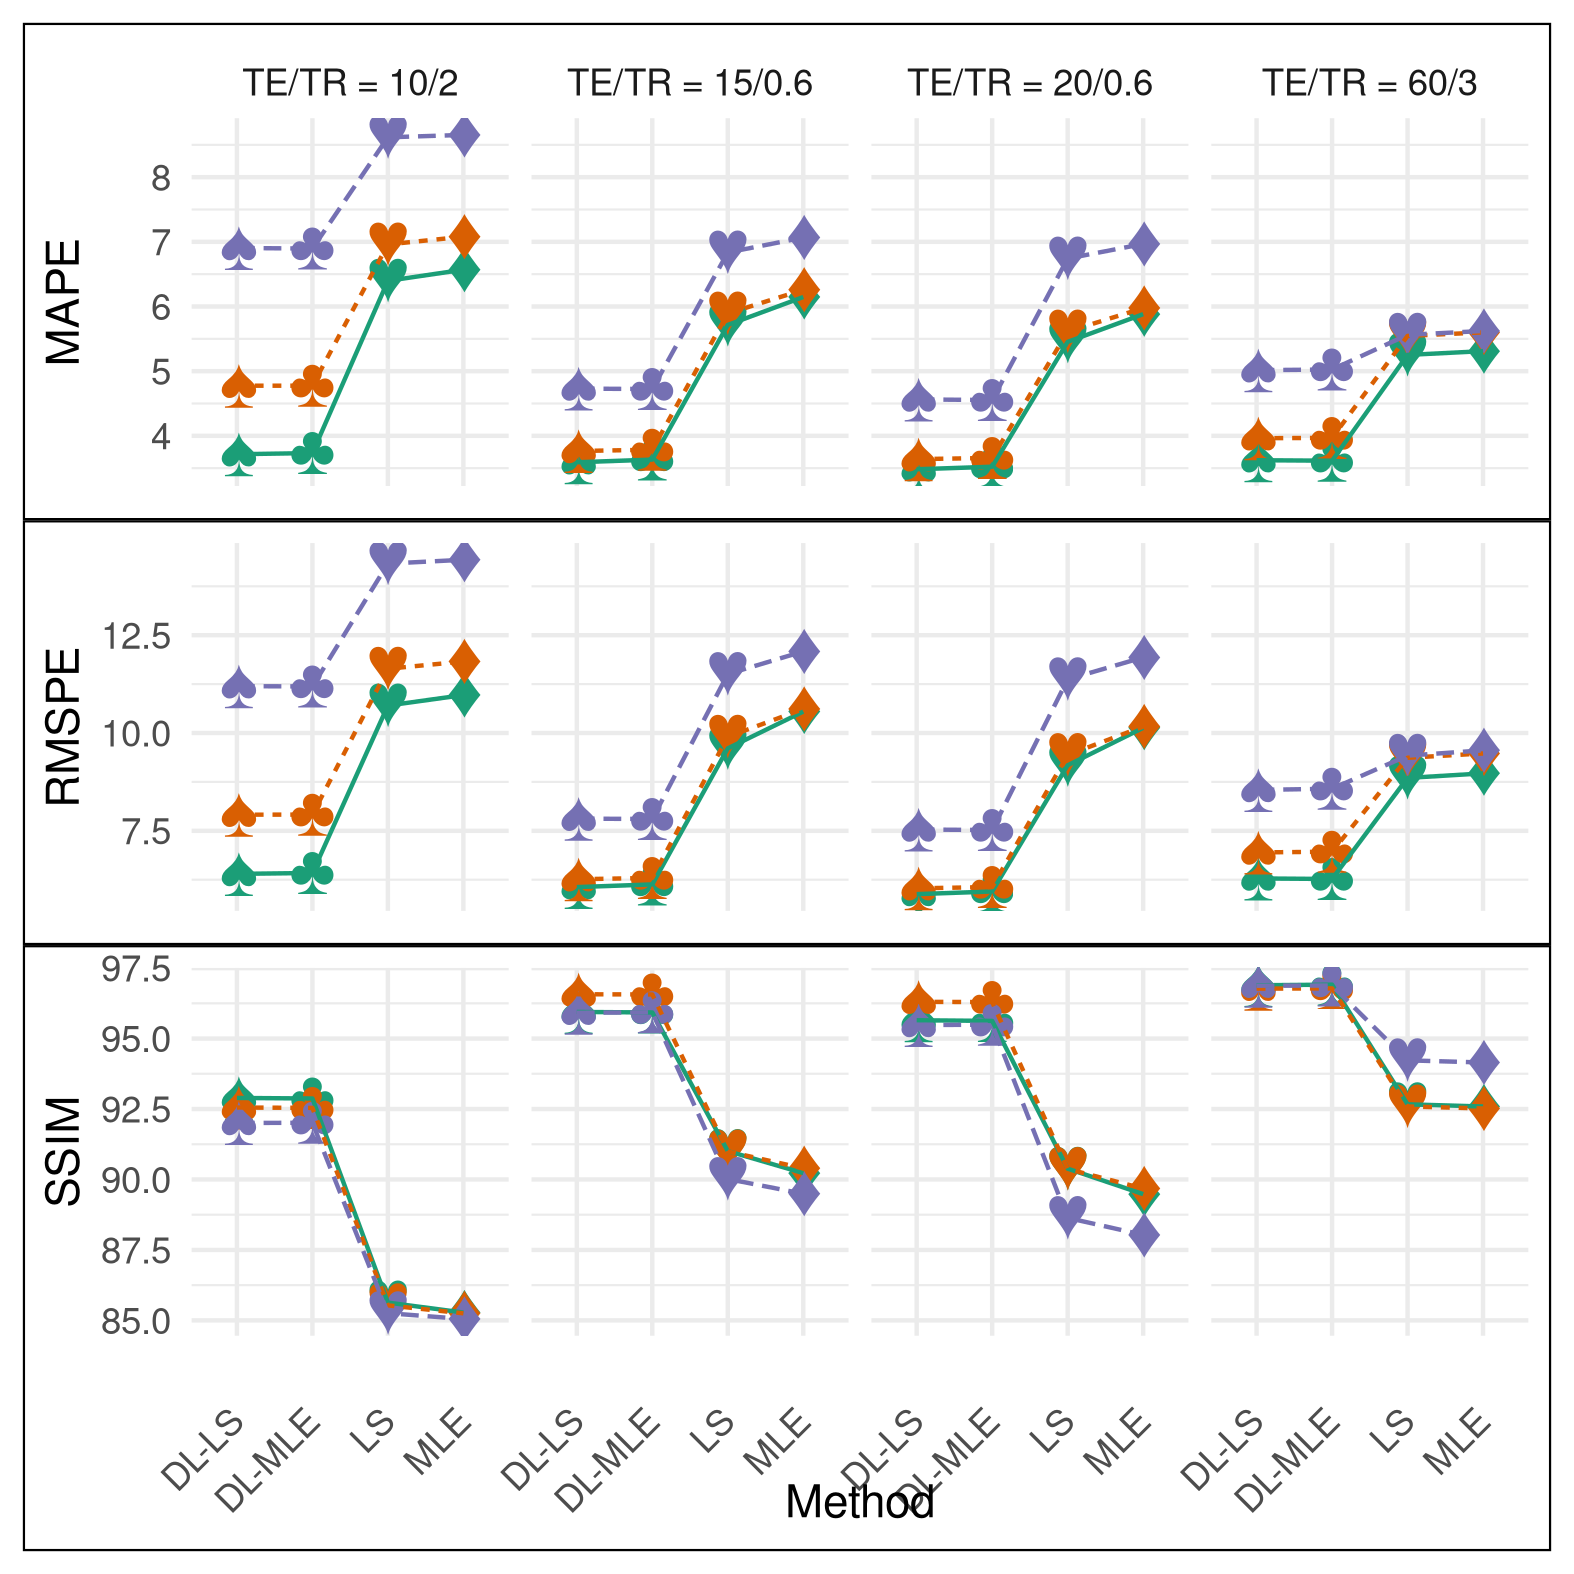 TE/TR = 10/2
TE/TR = 15/0.6
TE/TR = 20/0.6
TE/TR = 60/3
MAPE
8
7
6
5
4
RMSPE
12.5
10.0
7.5
SSIM
97.5
95.0
92.5
90.0
87.5
85.0
DL-LS
DL-MLE
LS
MLE
DL-LS
DL-MLE
LS
MLE
DL-LS
DL-MLE
LS
MLE
DL-LS
DL-MLE
LS
MLE
Method